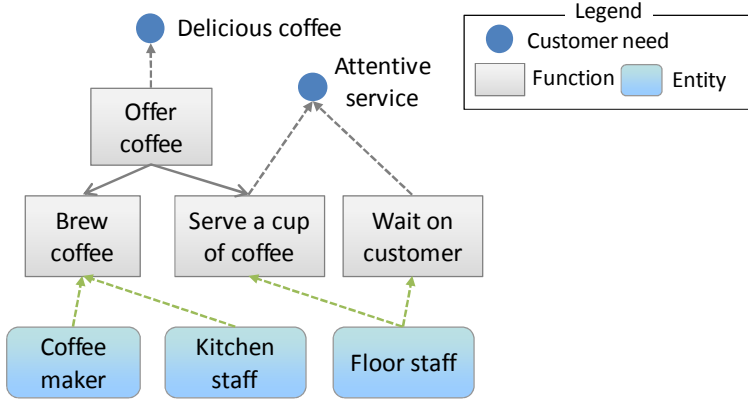 Delicious coffee
Legend
Customer need
Function
Entity
Attentive
service
Offer
coffee
Brew
coffee
Serve a cup
of coffee
Wait on
customer
Coffee
maker
Kitchen
staff
Floor staff